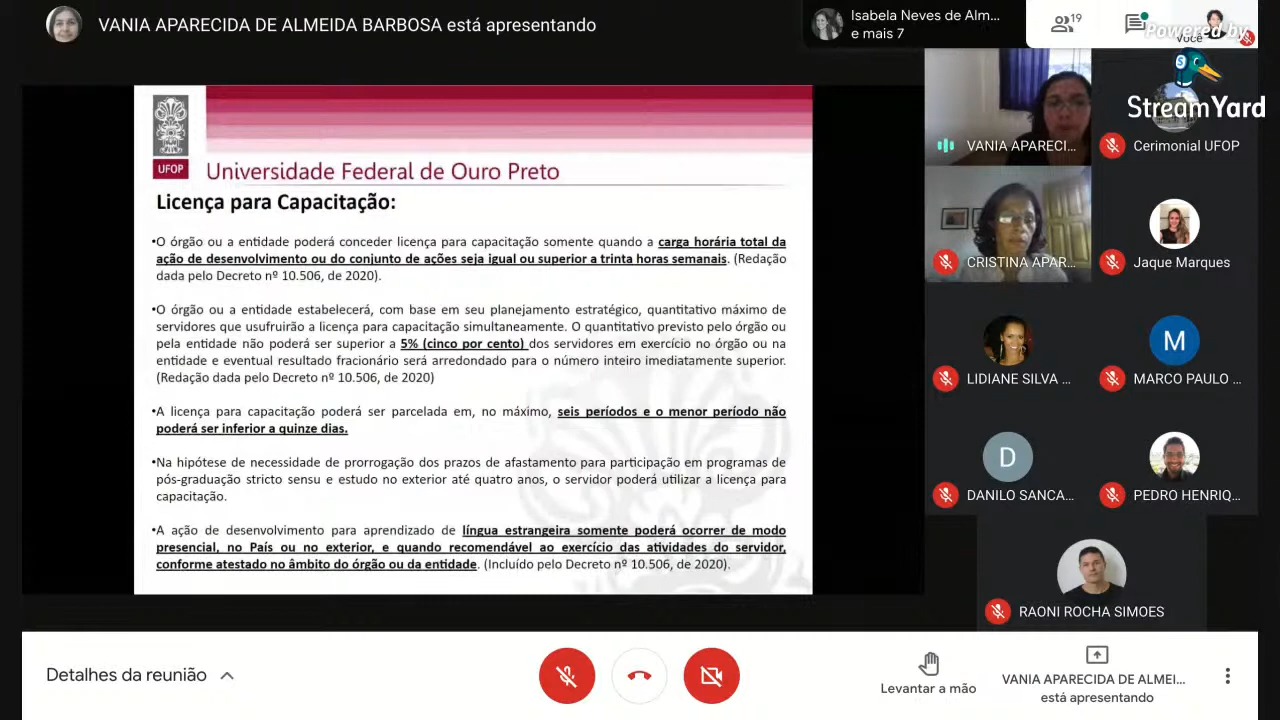 VANIA APARECIDA DE ALMEIDA BARBOSA está apresentando
Isabela Neves de Alm...
e mais 7
19
Você
Powered by
StreamYard
UFOP
Universidade Federal de Ouro Preto
Licença para Capacitação:
•O órgão ou a entidade poderá conceder licença para capacitação somente quando a carga horária total da
ação de desenvolvimento ou do conjunto de ações seja igual ou superior a trinta horas semanais. (Redação
dada pelo Decreto nº 10.506, de 2020).
•O órgão ou a entidade estabelecerá, com base em seu planejamento estratégico, quantitativo máximo de
servidores que usufruirão a licença para capacitação simultaneamente. O quantitativo previsto pelo órgão ou
pela entidade não poderá ser superior a 5% (cinco por cento) dos servidores em exercício no órgão ou na
entidade e eventual resultado fracionário será arredondado para o número inteiro imediatamente superior.
(Redação dada pelo Decreto nº 10.506, de 2020)
•A licença para capacitação poderá ser parcelada em, no máximo, seis períodos e o menor período não
poderá ser inferior a quinze dias.
•Na hipótese de necessidade de prorrogação dos prazos de afastamento para participação em programas de
pós-graduação stricto sensu e estudo no exterior até quatro anos, o servidor poderá utilizar a licença para
capacitação.
•A ação de desenvolvimento para aprendizado de língua estrangeira somente poderá ocorrer de modo
presencial, no País ou no exterior, e quando recomendável ao exercício das atividades do servidor,
conforme atestado no âmbito do órgão ou da entidade. (Incluído pelo Decreto nº 10.506, de 2020).
VANIA APARECI...
Cerimonial UFOP
CRISTINA APAR...
Jaque Marques
LIDIANE SILVA ...
M
MARCO PAULO ...
D
DANILO SANCA...
PEDRO HENRIQ...
RAONI ROCHA SIMOES
Detalhes da reunião
Levantar a mão
VANIA APARECIDA DE ALMEI...
está apresentando